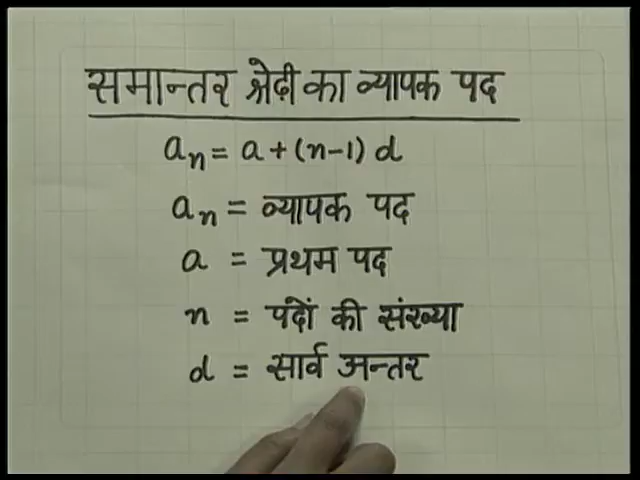 समान्तर श्रेढी का व्यापक पद
aₙ = a + (n-1) d
aₙ = व्यापक पद
a = प्रथम पद
n = पदों की संख्या
d = सार्व अन्तर